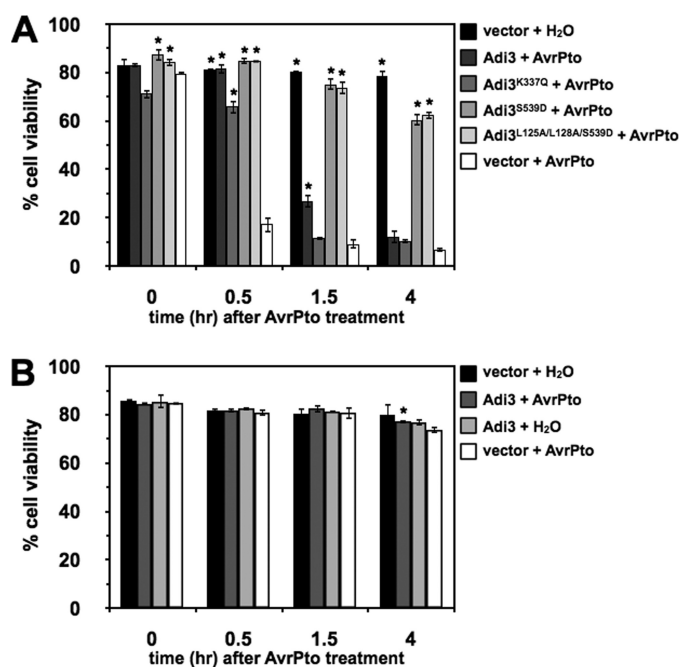 A
% cell viability
100
80
60
40
20
0
* * * * * * * * * * * * * *
0 0.5 1.5 4
time (hr) after AvrPto treatment
vector + H₂O
Adi3 + AvrPto
Adi3ᴷ³³⁷Q + AvrPto
Adi3ˢ⁵³⁹ᴰ + AvrPto
Adi3ᴸ¹²⁵ᴬ/ᴸ¹²⁸ᴬ/ˢ⁵³⁹ᴰ + AvrPto
vector + AvrPto
B
% cell viability
100
80
60
40
20
0
*
0 0.5 1.5 4
time (hr) after AvrPto treatment
vector + H₂O
Adi3 + AvrPto
Adi3 + H₂O
vector + AvrPto